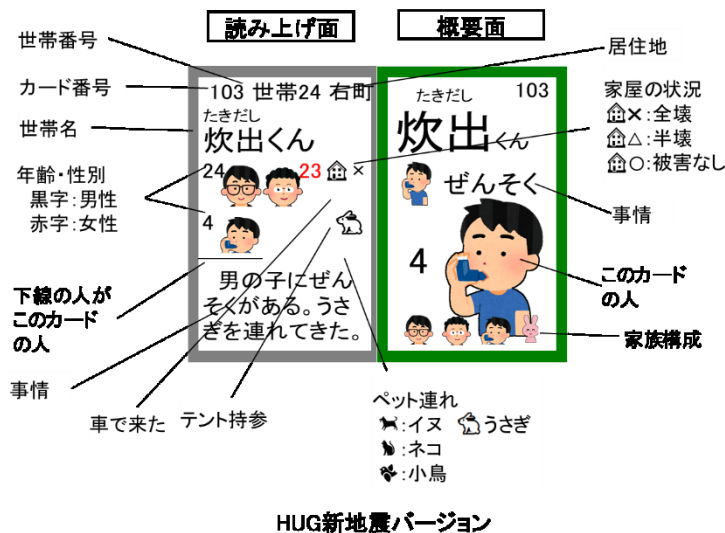 読み上げ面
概要面
世帯番号
カード番号
世帯名
年齢・性別
黒字：男性
赤字：女性
下線の人が
このカード
の人
事情
車で来た
テント持参
103 世帯24 右町
たきだし
炊出くん
24
23
×
4
男の子にぜん
そくがある。うさ
ぎを連れてきた。
103
たきだし
炊出くん
ぜんそく
4
居住地
家屋の状況
×：全壊
△：半壊
○：被害なし
事情
このカード
の人
家族構成
ペット連れ
：イヌ うさぎ
：ネコ
：小鳥
HUG新地震バージョン